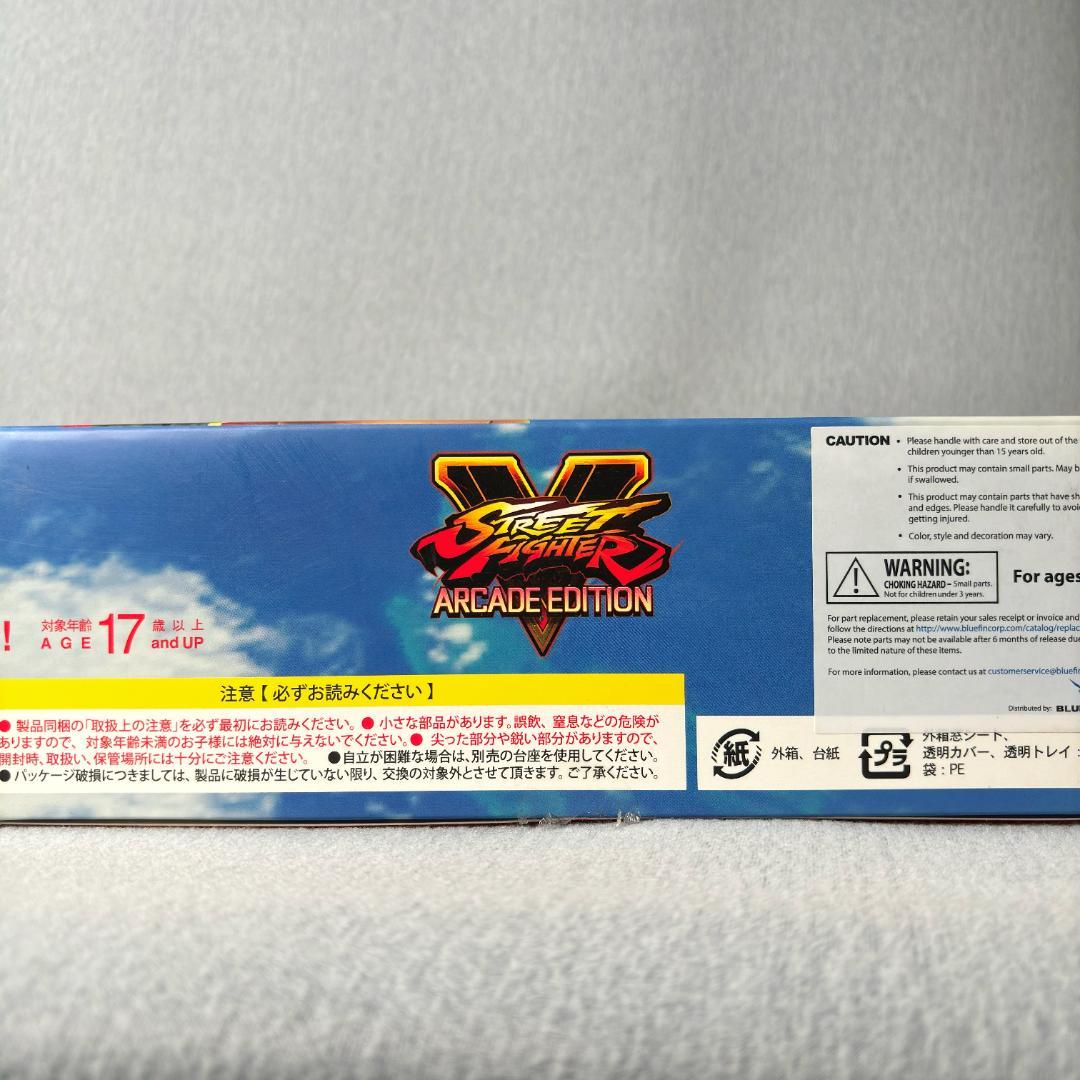 V
STREET
FIGHTER
ARCADE EDITION
!
対象年齢 17 歳以上
AGE and UP
注意【必ずお読みください】
● 製品同梱の「取扱上の注意」を必ず最初にお読みください。● 小さな部品があります。誤飲、窒息などの危険が
ありますので、対象年齢未満のお子様には絶対に与えないでください。● 尖った部分や鋭い部分がありますので、
開封時、取扱い、保管場所には十分にご注意ください。 ●自立が困難な場合は、別売の台座を使用してください。
● パッケージ破損につきましては、製品に破損が生じていない限り、交換の対象外とさせて頂きます。ご了承ください。
CAUTION • Please handle with care and store out of the
children younger than 15 years old.
• This product may contain small parts. May b
if swallowed.
• This product may contain parts that have sh
and edges. Please handle it carefully to avoi
getting injured.
• Color, style and decoration may vary.
WARNING:
CHOKING HAZARD – Small parts.
Not for children under 3 years.
For ages
For part replacement, please retain your sales receipt or invoice and
follow the directions at http://www.bluefincorp.com/catalog/replac
Please note parts may not be available after 6 months of release due
to the limited nature of these items.
For more information, please contact us at customerservice@bluefi
Distributed by: BLU
紙 外箱、台紙
プラ 外箱窓シート、
透明カバー、透明トレイ：
袋：PE